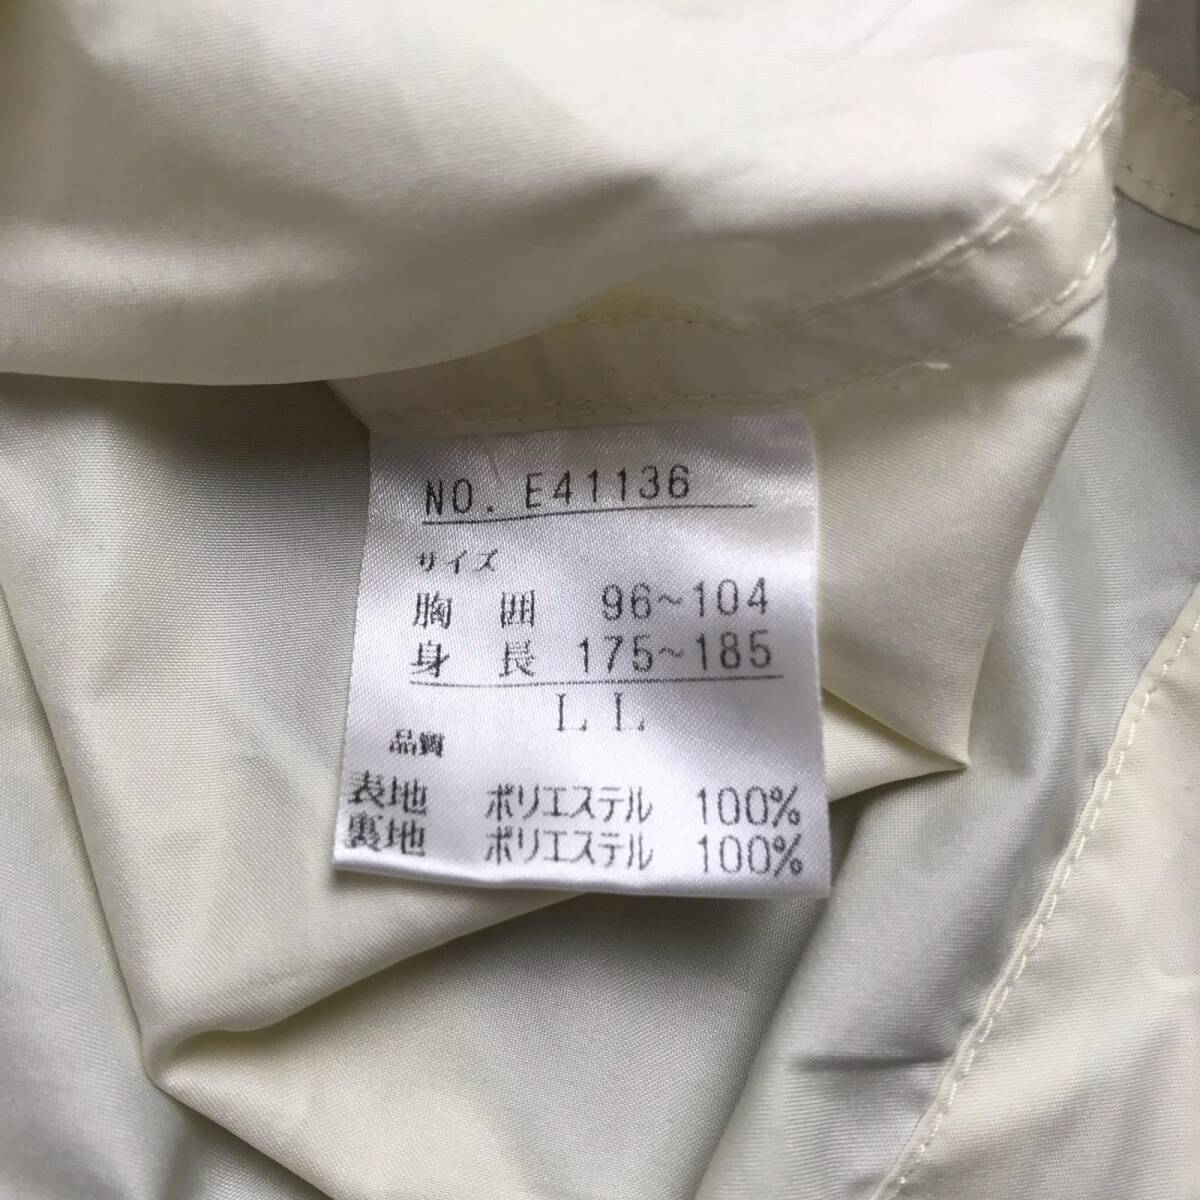 NO. E41136
サイズ
胸 囲 96~104
身 長 175~185
LL
品質
表地 ポリエステル 100%
裏地 ポリエステル 100%